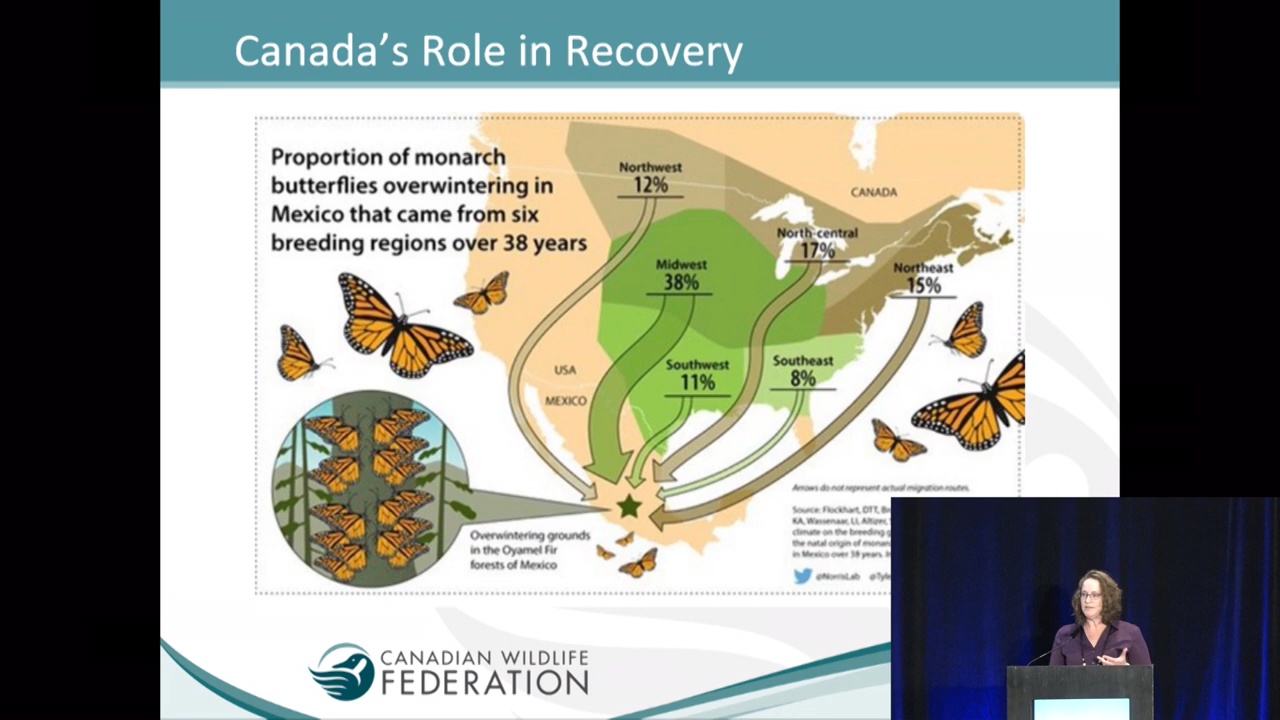 Canada's Role in Recovery
Proportion of monarch
butterflies overwintering in
Mexico that came from six
breeding regions over 38 years
Northwest
12%
CANADA
North-central
17%
Midwest
38%
Northeast
15%
USA
MEXICO
Southwest
11%
Southeast
8%
Overwintering grounds
in the Oyamel Fir
forests of Mexico
Arrows do not represent actual migration routes.
Source: Flockhart, DTT,
KA, Wassenaar, LI, Altizer,
climate on the breeding
the natal origin of
in Mexico over 38 years.
@NorrisLab
CANADIAN WILDLIFE
FEDERATION